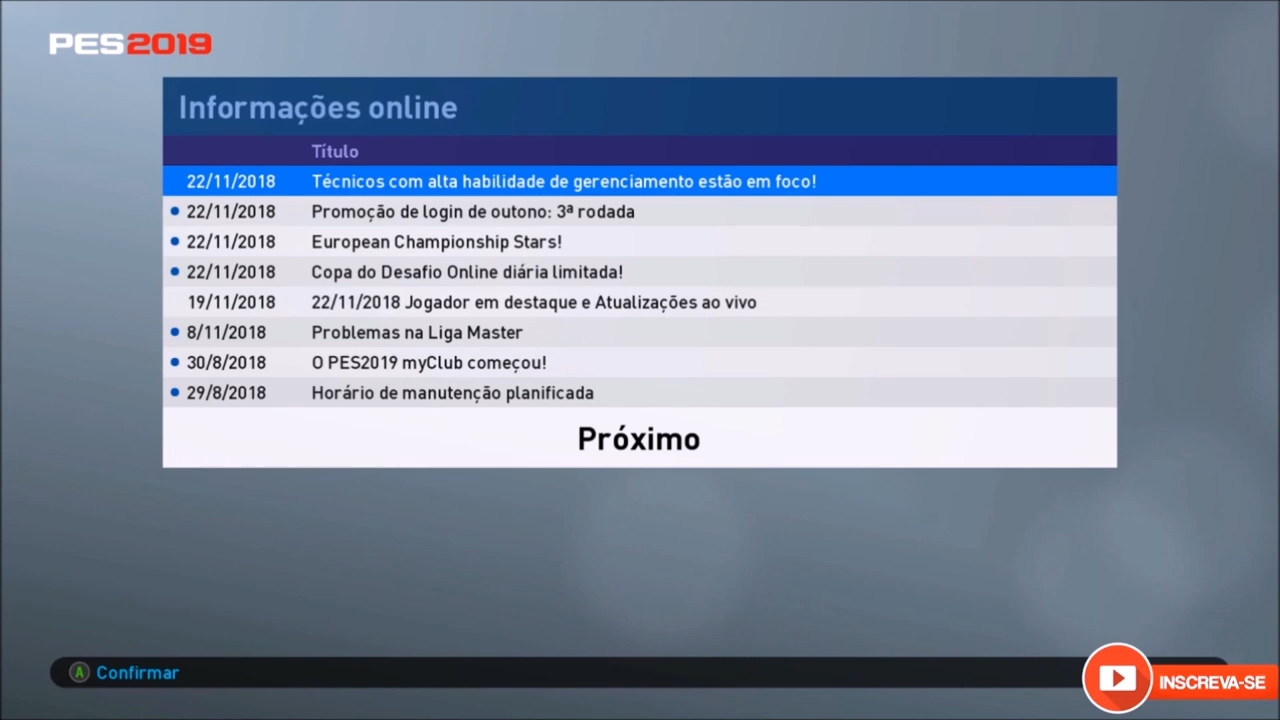 PES2019
Informações online
Título
22/11/2018 Técnicos com alta habilidade de gerenciamento estão em foco!
22/11/2018 Promoção de login de outono: 3ª rodada
22/11/2018 European Championship Stars!
22/11/2018 Copa do Desafio Online diária limitada!
19/11/2018 22/11/2018 Jogador em destaque e Atualizações ao vivo
8/11/2018 Problemas na Liga Master
30/8/2018 O PES2019 myClub começou!
29/8/2018 Horário de manutenção planificada
Próximo
A Confirmar
INSCREVA-SE